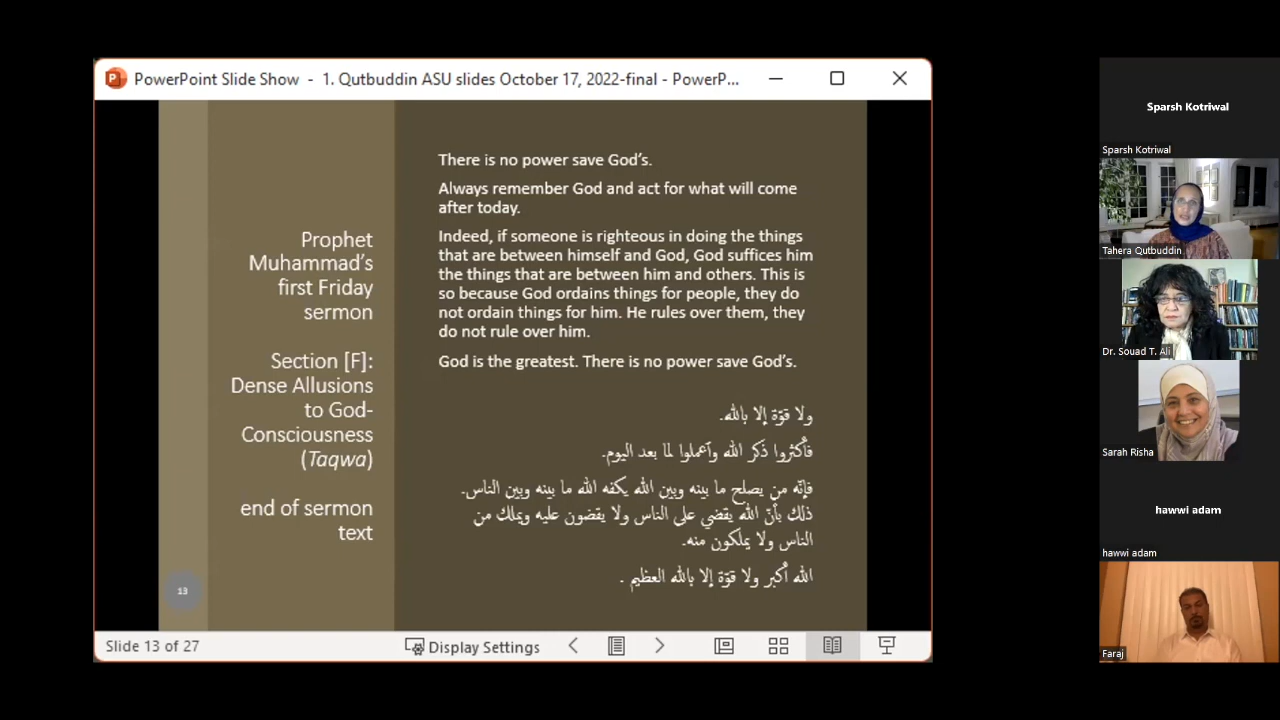 PowerPoint Slide Show - 1. Qutbuddin ASU slides October 17, 2022-final - PowerP...
Prophet
Muhammad's
first Friday
sermon
Section [F]:
Dense Allusions
to God-
Consciousness
(Taqwa)
end of sermon
text
13
There is no power save God's.
Always remember God and act for what will come
after today.
Indeed, if someone is righteous in doing the things
that are between himself and God, God suffices him
the things that are between him and others. This is
so because God ordains things for people, they do
not ordain things for him. He rules over them, they
do not rule over him.
God is the greatest. There is no power save God's.
ولا قوّة إلا بالله.
فأكثروا ذكر الله وٱعملوا لما بعد اليوم.
فإنّه من يصلح ما بينه وبين الله يكفه الله ما بينه وبين الناس.
ذلك بأنّ الله يقضي على الناس ولا يقضون عليه ويملك من
الناس ولا يملكون منه.
الله أكبر ولا قوّة إلا بالله العظيم .
Slide 13 of 27
Display Settings
Sparsh Kotriwal
Sparsh Kotriwal
Tahera Qutbuddin
Dr. Souad T. Ali
Sarah Risha
hawwi adam
hawwi adam
Faraj